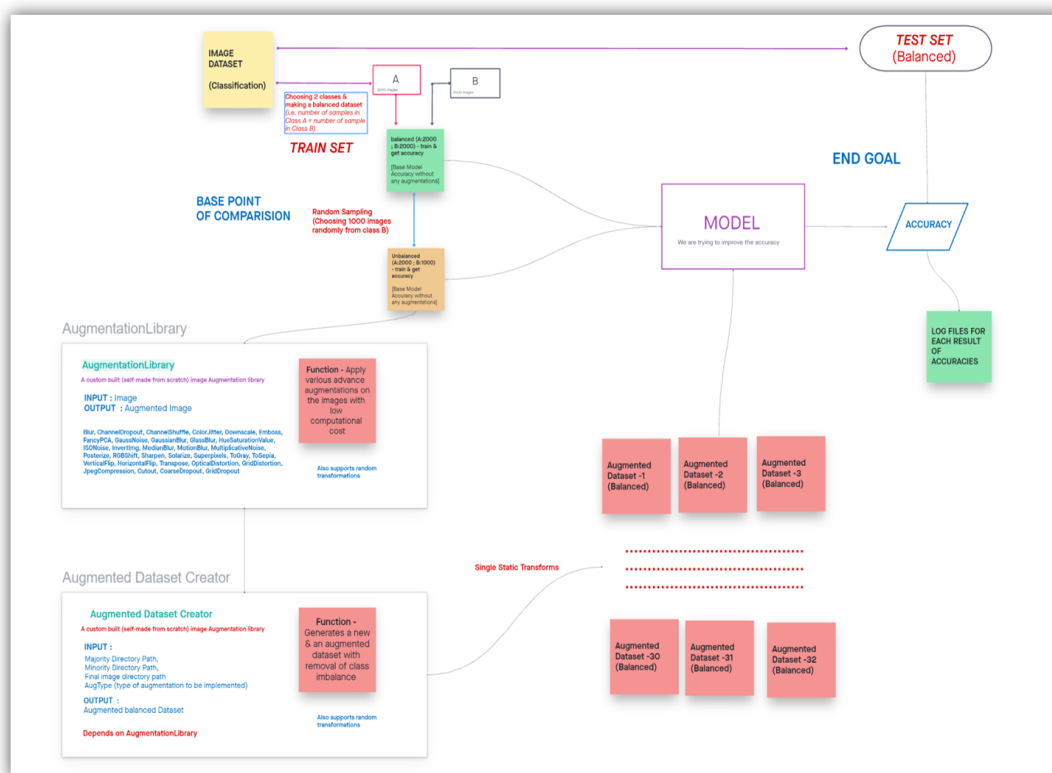 IMAGE
DATASET
(Classification)
TEST SET
(Balanced)
A
2000 images
B
Choosing 2 classes &
making a balanced dataset
(i.e. number of samples in
Class A = number of sample
in Class B)
TRAIN SET
balanced (A:2000
; B:2000) - train &
get accuracy
[Base Model
Accuracy without
any augmentations]
END GOAL
BASE POINT
OF COMPARISION
Random Sampling
(Choosing 1000 images
randomly from class B)
MODEL
We are trying to improve the accuracy
ACCURACY
Unbalanced
(A:2000 ; B:1000)
- train & get
accuracy
[Base Model
Accuracy without
any augmentations]
LOG FILES FOR
EACH RESULT
OF
ACCURACIES
AugmentationLibrary
AugmentationLibrary
A custom built (self-made from scratch) image Augmentation library
INPUT : Image
OUTPUT : Augmented Image
Blur, ChannelDropout, ChannelShuffle, ColorJitter, Downscale, Emboss,
FancyPCA, GaussNoise, GaussianBlur, GlassBlur, HueSaturationValue,
ISONoise, InvertImg, MedianBlur, MotionBlur, MultiplicativeNoise,
Posterize, RGBShift, Sharpen, Solarize, Superpixels, ToGray, ToSepia,
VerticalFlip, HorizontalFlip, Transpose, OpticalDistortion, GridDistortion,
JpegCompression, Cutout, CoarseDropout, GridDropout
Function - Apply
various advance
augmentations on
the images with
low
computational
cost
Also supports random
transformations
Augmented
Dataset -1
(Balanced)
Augmented
Dataset -2
(Balanced)
Augmented
Dataset -3
(Balanced)
Single Static Transforms
Augmented Dataset Creator
Augmented Dataset Creator
A custom built (self-made from scratch) image Augmentation library
INPUT :
Majority Directory Path,
Minority Directory Path,
Final image directory path
AugType (type of augmentation to be implemented)
OUTPUT :
Augmented balanced Dataset
Depends on AugmentationLibrary
Function -
Generates a new
& an augmented
dataset with
removal of class
imbalance
Also supports random
transformations
Augmented
Dataset -30
(Balanced)
Augmented
Dataset -31
(Balanced)
Augmented
Dataset -32
(Balanced)